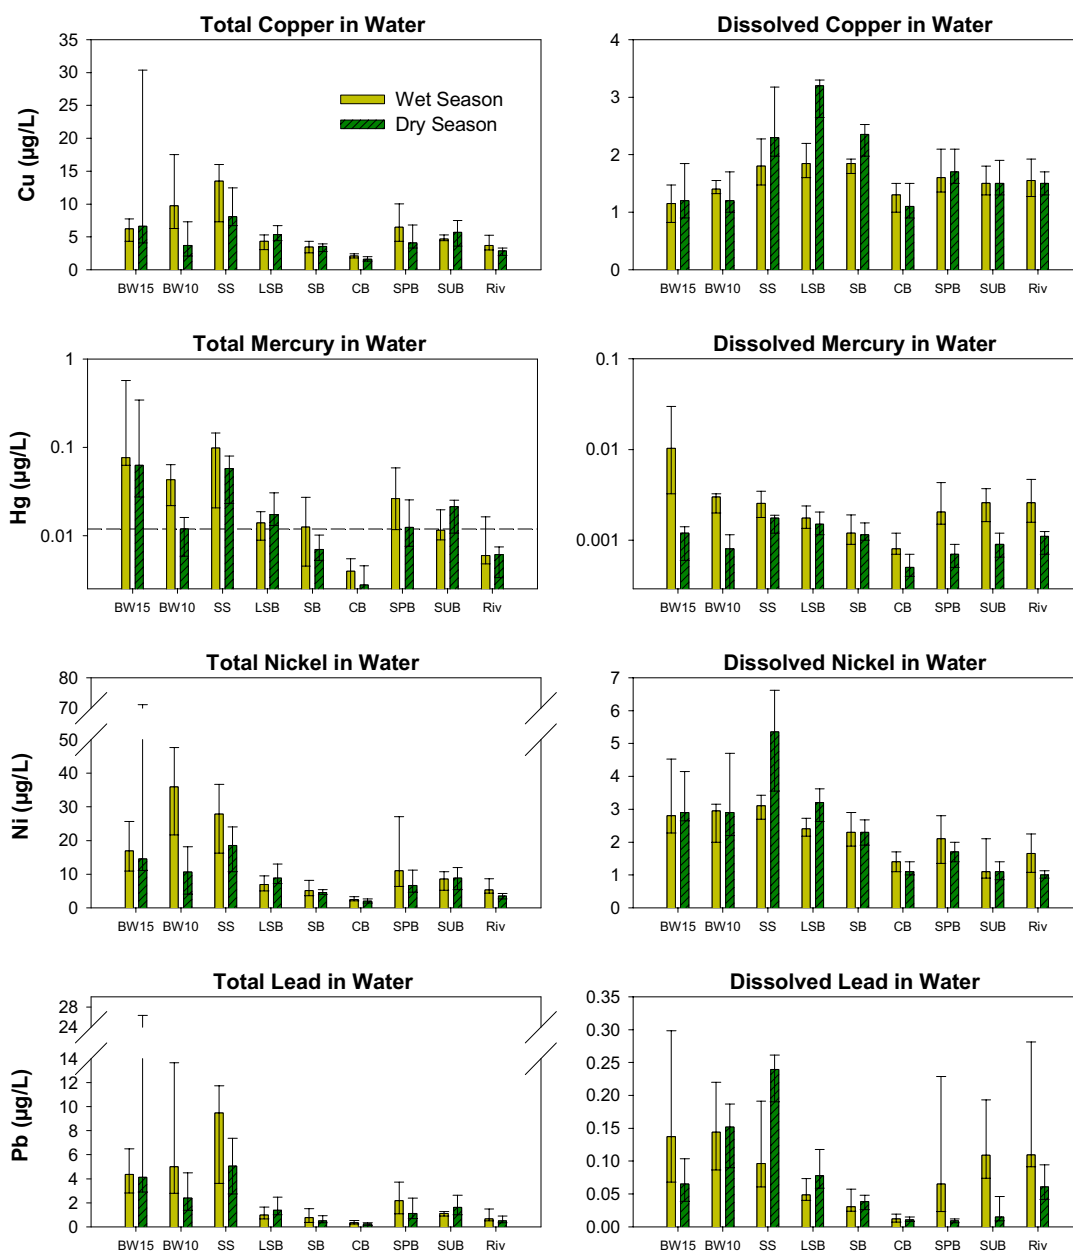 Total Copper in Water
Dissolved Copper in Water
Cu (µg/L)
35
30
25
20
15
10
5
0
Wet Season
Dry Season
BW15 BW10 SS LSB SB CB SPB SUB Riv
4
3
2
1
0
BW15 BW10 SS LSB SB CB SPB SUB Riv
Total Mercury in Water
Dissolved Mercury in Water
Hg (µg/L)
1
0.1
0.01
BW15 BW10 SS LSB SB CB SPB SUB Riv
0.1
0.01
0.001
BW15 BW10 SS LSB SB CB SPB SUB Riv
Total Nickel in Water
Dissolved Nickel in Water
Ni (µg/L)
80
70
50
40
30
20
10
0
BW15 BW10 SS LSB SB CB SPB SUB Riv
7
6
5
4
3
2
1
0
BW15 BW10 SS LSB SB CB SPB SUB Riv
Total Lead in Water
Dissolved Lead in Water
Pb (µg/L)
28
24
14
12
10
8
6
4
2
0
BW15 BW10 SS LSB SB CB SPB SUB Riv
0.35
0.30
0.25
0.20
0.15
0.10
0.05
0.00
BW15 BW10 SS LSB SB CB SPB SUB Riv